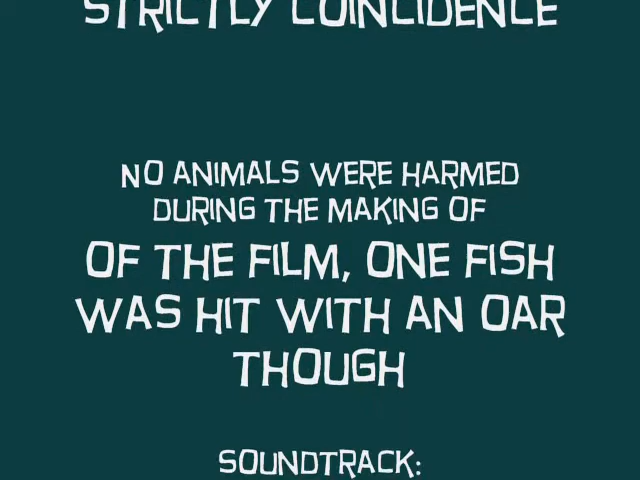 STRICTLY COINCIDENCE
NO ANIMALS WERE HARMED
DURING THE MAKING OF
OF THE FILM, ONE FISH
WAS HIT WITH AN OAR
THOUGH
SOUNDTRACK: